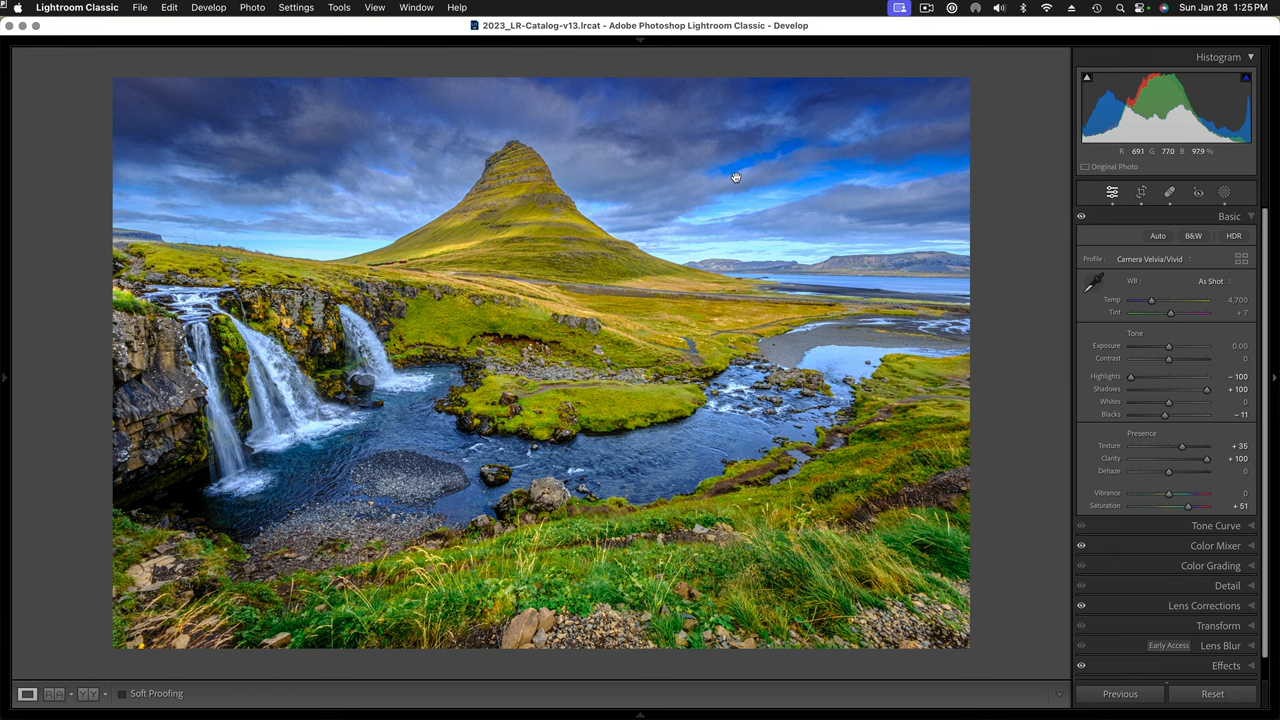 Lightroom Classic File Edit Develop Photo Settings Tools View Window Help Sun Jan 28 1:25 PM
2023_LR-Catalog-v13.lrcat - Adobe Photoshop Lightroom Classic - Develop
Histogram
R 69.1 G 77.0 B 97.9 %
Original Photo
Basic
Auto B&W HDR
Profile : Camera Velvia/Vivid
WB : As Shot
Temp 4,700
Tint + 7
Tone
Exposure 0.00
Contrast 0
Highlights – 100
Shadows + 100
Whites 0
Blacks – 11
Presence
Texture + 35
Clarity + 100
Dehaze 0
Vibrance 0
Saturation + 51
Tone Curve
Color Mixer
Color Grading
Detail
Lens Corrections
Transform
Early Access Lens Blur
Effects
Soft Proofing
Previous Reset